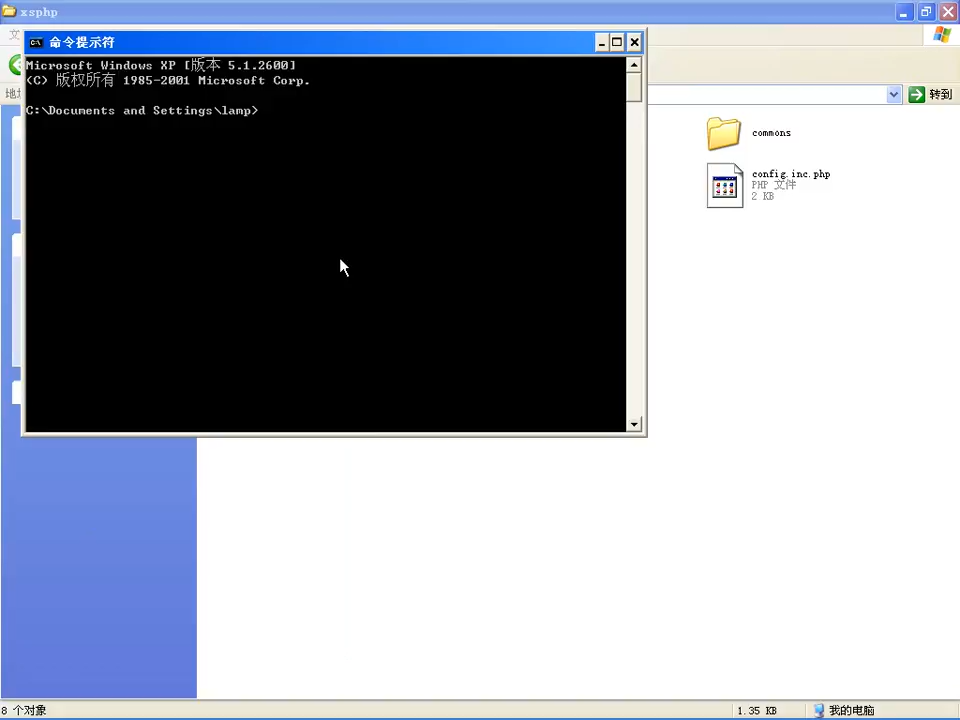 xsphp
文
命令提示符
Microsoft Windows XP [版本 5.1.2600]
(C) 版权所有 1985-2001 Microsoft Corp.
C:\Documents and Settings\lamp>
转到
commons
config.inc.php
PHP 文件
2 KB
8 个对象
1.35 KB
我的电脑